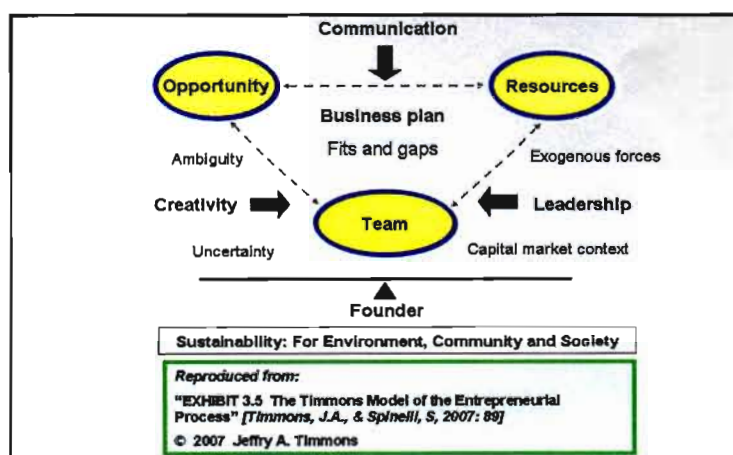 Communication
Opportunity
Resources
Business plan
Fits and gaps
Ambiguity
Exogenous forces
Creativity
Leadership
Team
Uncertainty
Capital market context
Founder
Sustainability: For Environment, Community and Society
Reproduced from:
"EXHIBIT 3.5 The Timmons Model of the Entrepreneurial
Process" [Timmons, J.A., & Spinelli, S, 2007: 89]
© 2007 Jeffry A. Timmons